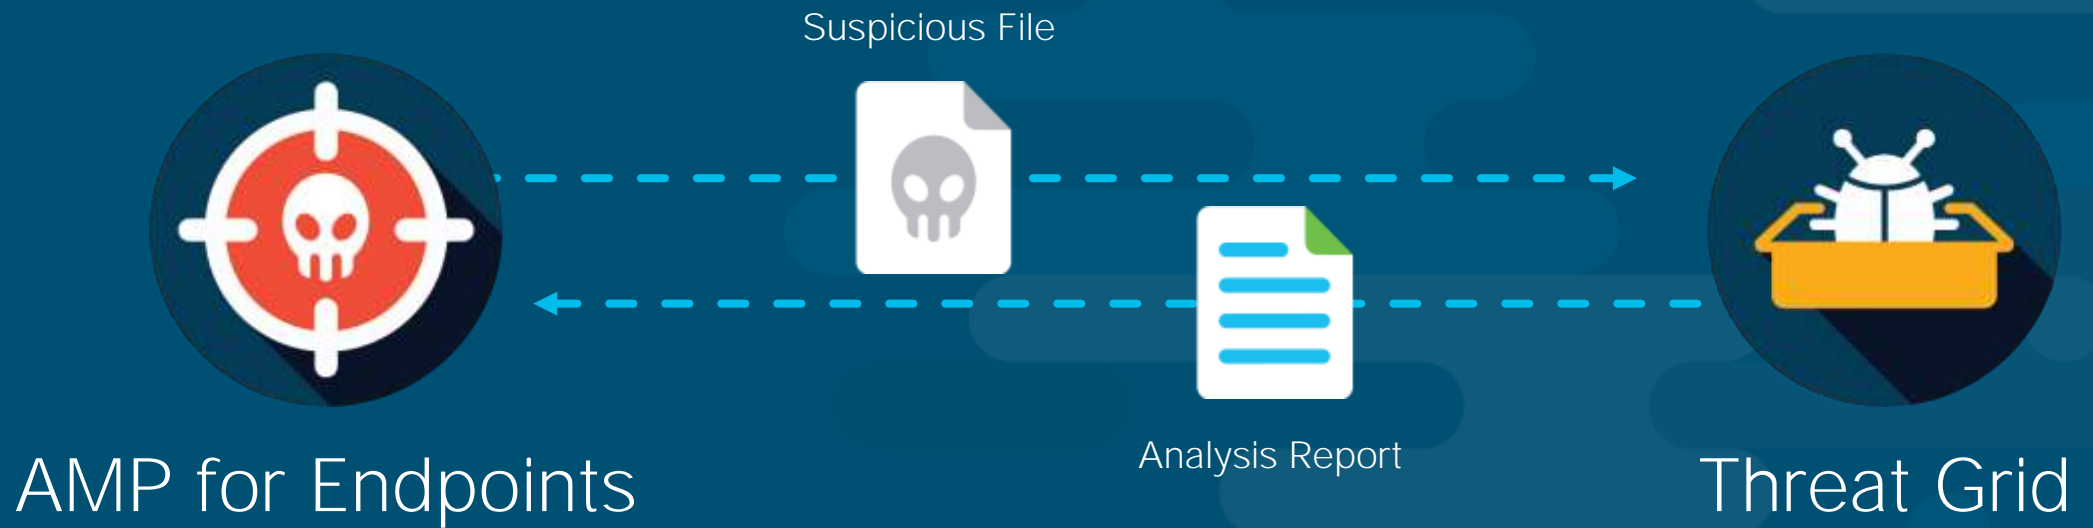 Suspicious File
Analysis Report
AMP for Endpoints
Threat Grid